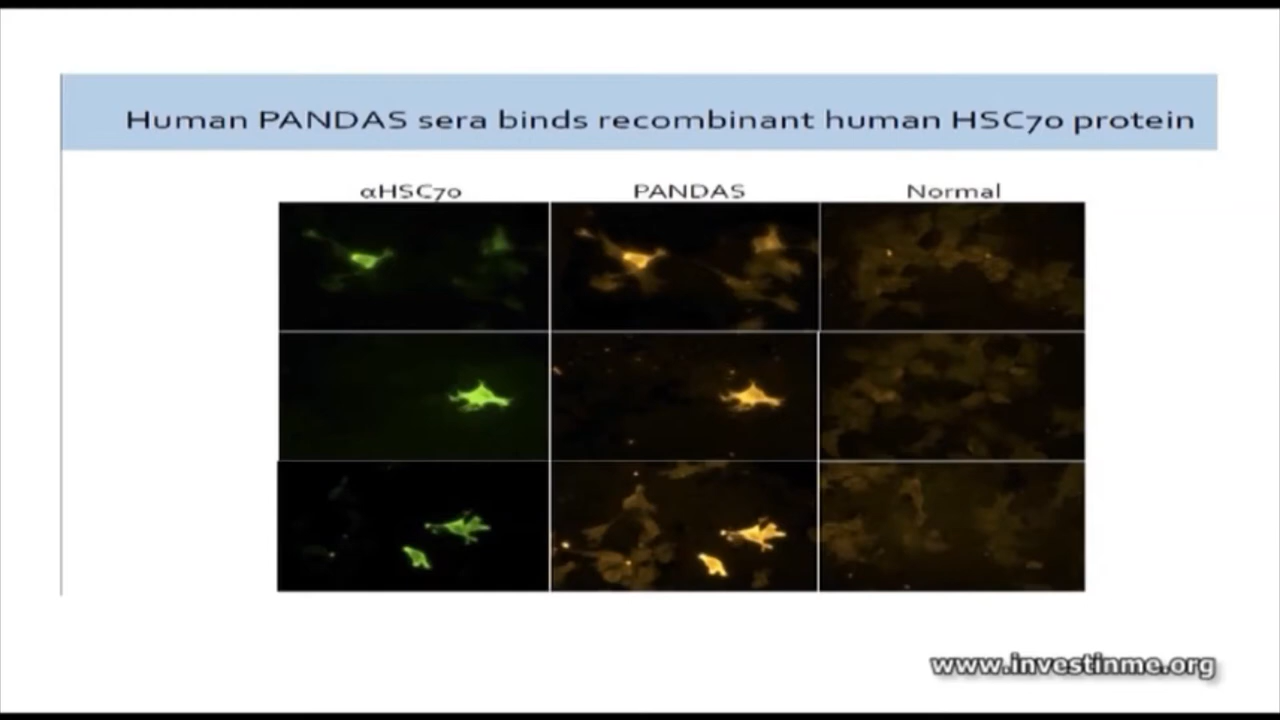 Human PANDAS sera binds recombinant human HSC70 protein
αHSC70 PANDAS Normal
www.investinme.org